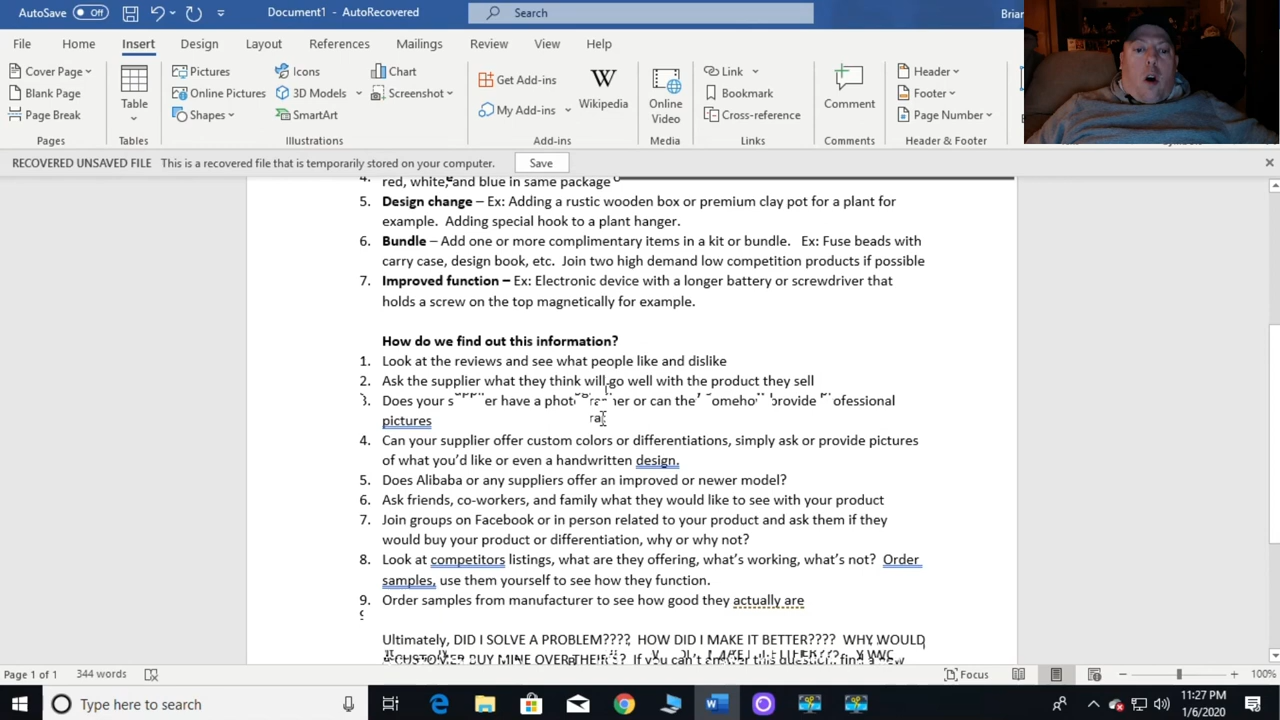 AutoSave Off Document1 - AutoRecovered Search Brian
File Home Insert Design Layout References Mailings Review View Help
Cover Page Blank Page Page Break Table Pictures Online Pictures Shapes Icons 3D Models SmartArt Chart Screenshot Get Add-ins My Add-ins Wikipedia Online Video Link Bookmark Cross-reference Comment Header Footer Page Number
Pages Tables Illustrations Add-ins Media Links Comments Header & Footer
RECOVERED UNSAVED FILE This is a recovered file that is temporarily stored on your computer. Save
red, white, and blue in same package
5. Design change – Ex: Adding a rustic wooden box or premium clay pot for a plant for
example. Adding special hook to a plant hanger.
6. Bundle – Add one or more complimentary items in a kit or bundle. Ex: Fuse beads with
carry case, design book, etc. Join two high demand low competition products if possible
7. Improved function – Ex: Electronic device with a longer battery or screwdriver that
holds a screw on the top magnetically for example.
How do we find out this information?
1. Look at the reviews and see what people like and dislike
2. Ask the supplier what they think will go well with the product they sell
3. Does your have a or can provide
pictures
4. Can your supplier offer custom colors or differentiations, simply ask or provide pictures
of what you'd like or even a handwritten design.
5. Does Alibaba or any suppliers offer an improved or newer model?
6. Ask friends, co-workers, and family what they would like to see with your product
7. Join groups on Facebook or in person related to your product and ask them if they
would buy your product or differentiation, why or why not?
8. Look at competitors listings, what are they offering, what's working, what's not? Order
samples, use them yourself to see how they function.
9. Order samples from manufacturer to see how good they actually are
Ultimately, DID I SOLVE A PROBLEM???? HOW DID I MAKE IT BETTER???? WHY WOULD
BUY MINE OVER If you can't answer this question, find a new
Page 1 of 1 344 words Focus 100%
Type here to search 11:27 PM
1/6/2020